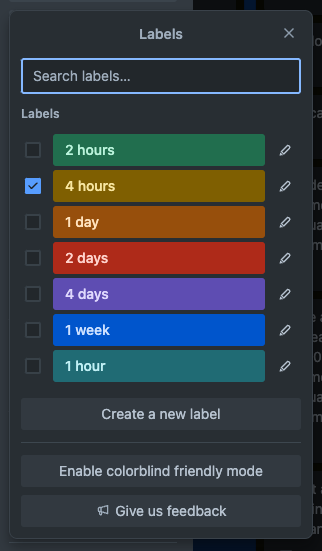 Labels
Search labels...
Labels
2 hours
4 hours
1 day
2 days
4 days
1 week
1 hour
Create a new label
Enable colorblind friendly mode
Give us feedback